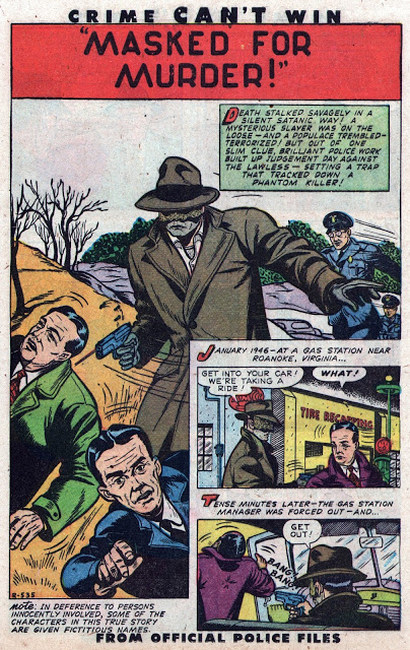 CRIME CAN'T WIN
"MASKED FOR
MURDER!"
DEATH STALKED SAVAGELY IN A
SILENT SATANIC WAY! A
MYSTERIOUS SLAYER WAS ON THE
LOOSE—AND A POPULACE TREMBLED-
TERRORIZED! BUT OUT OF ONE
SLIM CLUE, BRILLIANT POLICE WORK
BUILT UP JUDGEMENT DAY AGAINST
THE LAWLESS — SETTING A TRAP
THAT TRACKED DOWN A
PHANTOM KILLER!
JANUARY 1946—AT A GAS STATION NEAR
ROANOKE, VIRGINIA...
GET INTO YOUR CAR!
WE'RE TAKING A
RIDE!
WHAT!
TIRE RECAPPING
TENSE MINUTES LATER—THE GAS STATION
MANAGER WAS FORCED OUT—AND...
GET
OUT!
BANG
BANG!
8-535
note: IN DEFERENCE TO PERSONS
INNOCENTLY INVOLVED, SOME OF THE
CHARACTERS IN THIS TRUE STORY
ARE GIVEN FICTITIOUS NAMES.
FROM OFFICIAL POLICE FILES